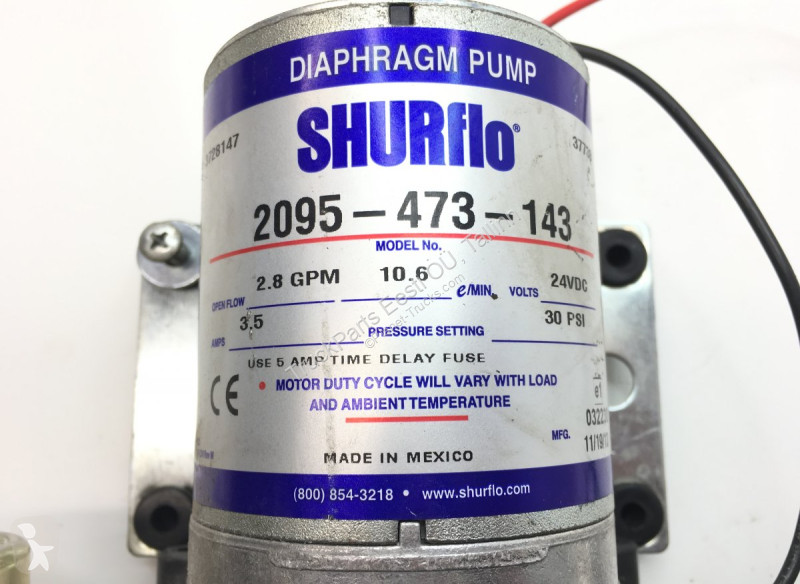 DIAPHRAGM PUMP
SHURflo®
3728147
2095-473-143
MODEL No.
2.8 GPM 10.6 24VDC
OPEN FLOW ℓ/MIN. VOLTS
3.5 30 PSI
AMPS PRESSURE SETTING
USE 5 AMP TIME DELAY FUSE
CE
• MOTOR DUTY CYCLE WILL VARY WITH LOAD
AND AMBIENT TEMPERATURE
e1
MFG.
MADE IN MEXICO
(800) 854-3218 • www.shurflo.com